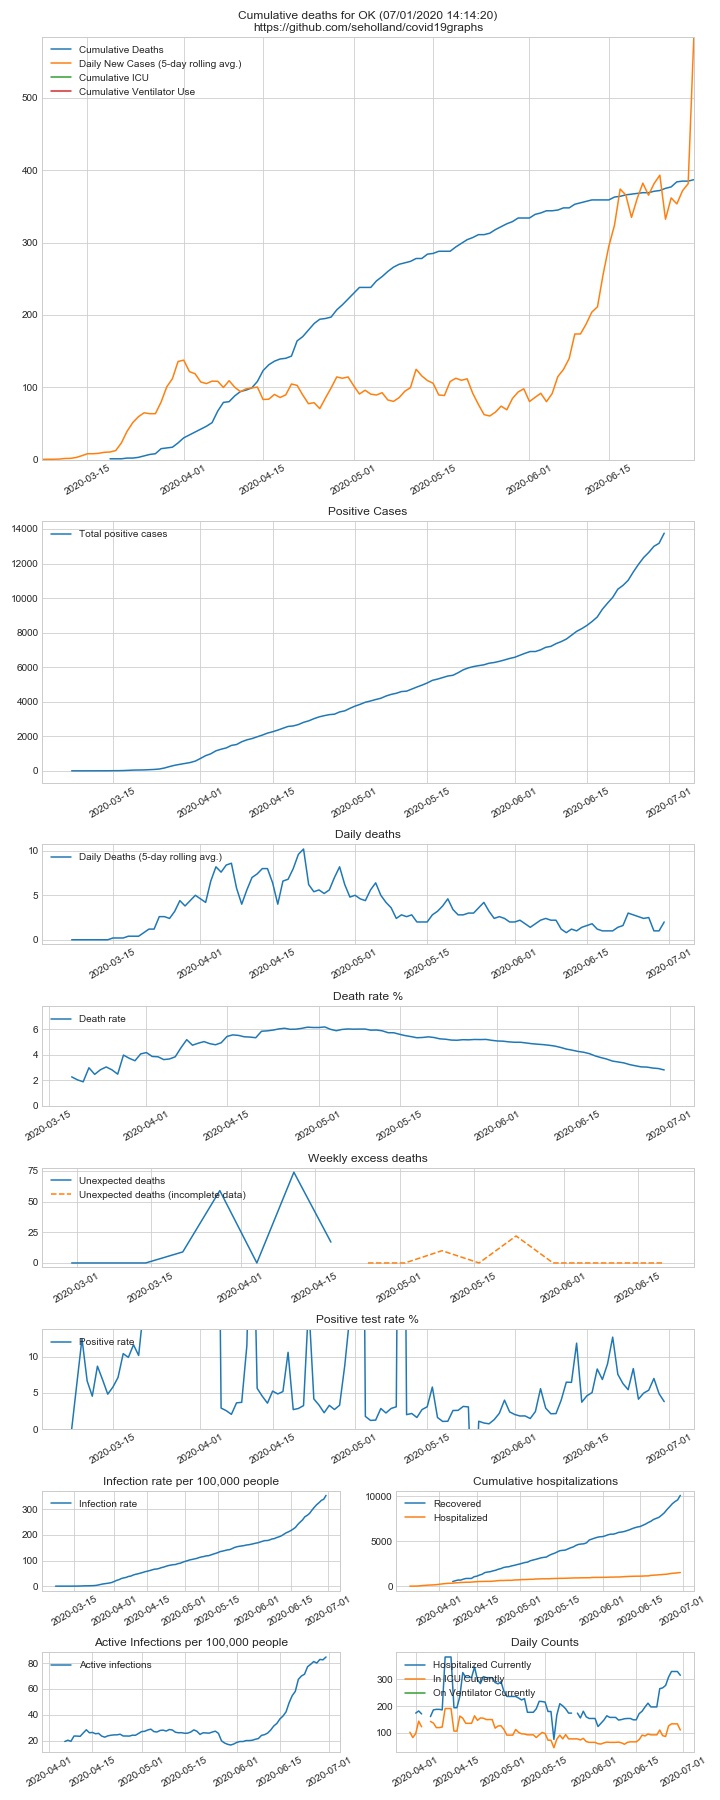 Cumulative deaths for OK (07/01/2020 14:14:20)
https://github.com/seholland/covid19graphs
Cumulative Deaths
Daily New Cases (5-day rolling avg.)
Cumulative ICU
Cumulative Ventilator Use
500
400
300
200
100
0
2020-03-15 2020-04-01 2020-04-15 2020-05-01 2020-05-15 2020-06-01 2020-06-15
Positive Cases
Total positive cases
14000
12000
10000
8000
6000
4000
2000
0
2020-03-15 2020-04-01 2020-04-15 2020-05-01 2020-05-15 2020-06-01 2020-06-15 2020-07-01
Daily deaths
Daily Deaths (5-day rolling avg.)
10
5
0
2020-03-15 2020-04-01 2020-04-15 2020-05-01 2020-05-15 2020-06-01 2020-06-15 2020-07-01
Death rate %
Death rate
6
4
2
0
2020-03-15 2020-04-01 2020-04-15 2020-05-01 2020-05-15 2020-06-01 2020-06-15 2020-07-01
Weekly excess deaths
Unexpected deaths
Unexpected deaths (incomplete data)
75
50
25
0
2020-03-01 2020-03-15 2020-04-01 2020-04-15 2020-05-01 2020-05-15 2020-06-01 2020-06-15
Positive test rate %
Positive rate
10
5
0
2020-03-15 2020-04-01 2020-04-15 2020-05-01 2020-05-15 2020-06-01 2020-06-15 2020-07-01
Infection rate per 100,000 people
Infection rate
300
200
100
0
2020-03-15 2020-04-01 2020-04-15 2020-05-01 2020-05-15 2020-06-01 2020-06-15 2020-07-01
Cumulative hospitalizations
Recovered
Hospitalized
10000
5000
0
2020-04-01 2020-04-15 2020-05-01 2020-05-15 2020-06-01 2020-06-15 2020-07-01
Active Infections per 100,000 people
Active infections
80
60
40
20
2020-04-01 2020-04-15 2020-05-01 2020-05-15 2020-06-01 2020-06-15 2020-07-01
Daily Counts
Hospitalized Currently
In ICU Currently
On Ventilator Currently
300
200
100
2020-04-01 2020-04-15 2020-05-01 2020-05-15 2020-06-01 2020-06-15 2020-07-01